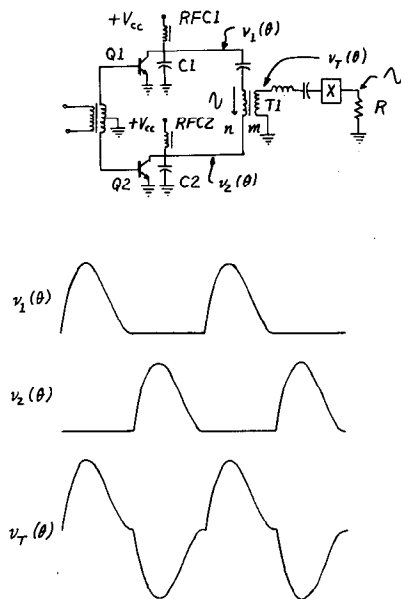 +Vcc
RFC1
v1(θ)
Q1
C1
vT(θ)
X
T1
R
n
m
+Vcc
RFC2
Q2
C2
v2(θ)
v1(θ)
v2(θ)
vT(θ)